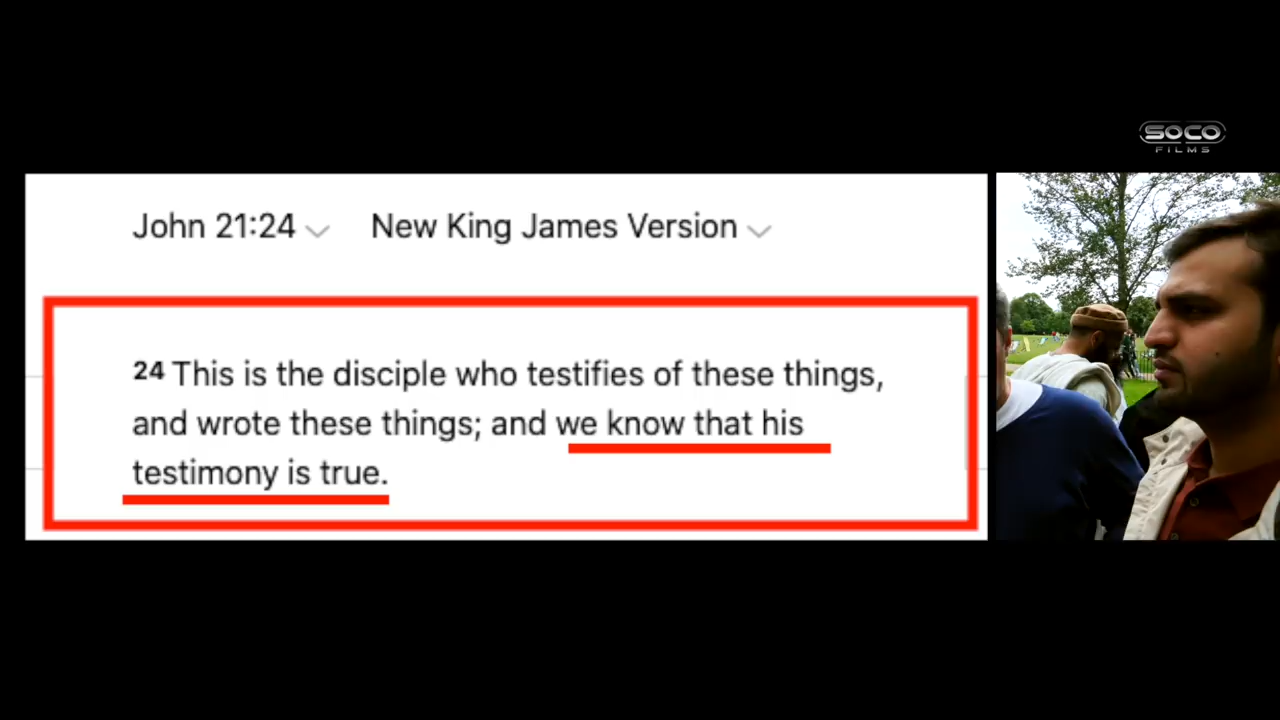 SOCO
FILMS
John 21:24 New King James Version
24 This is the disciple who testifies of these things,
and wrote these things; and we know that his
testimony is true.